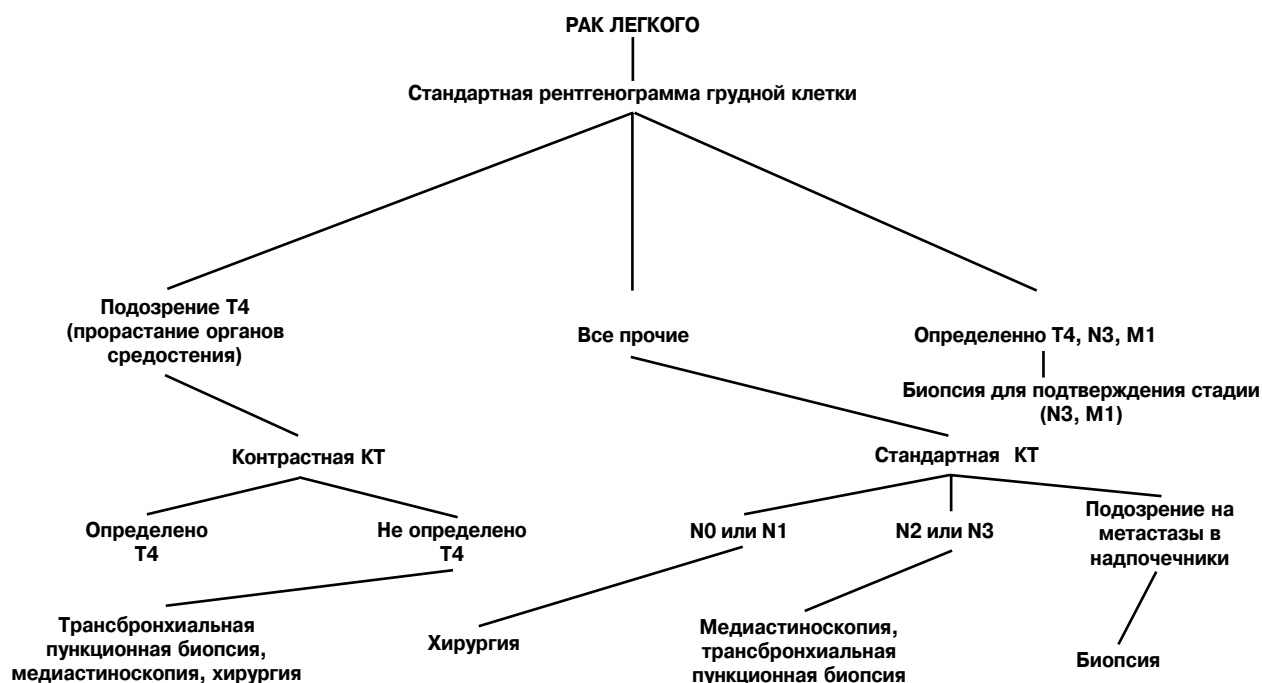 РАК ЛЕГКОГО
Стандартная рентгенограмма грудной клетки
Подозрение Т4
(прорастание органов
средостения)
Все прочие
Определенно Т4, N3, M1
Биопсия для подтверждения стадии
(N3, M1)
Контрастная КТ
Стандартная КТ
Определено
Т4
Не определено
Т4
N0 или N1
N2 или N3
Подозрение на
метастазы в
надпочечники
Трансбронхиальная
пункционная биопсия,
медиастиноскопия, хирургия
Хирургия
Медиастиноскопия,
трансбронхиальная
пункционная биопсия
Биопсия